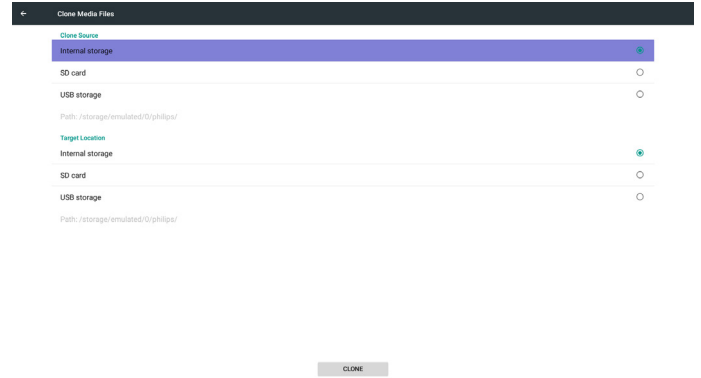 Clone Media Files
Clone Source
Internal storage
SD card
USB storage
Path: /storage/emulated/0/philips/
Target Location
Internal storage
SD card
USB storage
Path: /storage/emulated/0/philips/
CLONE